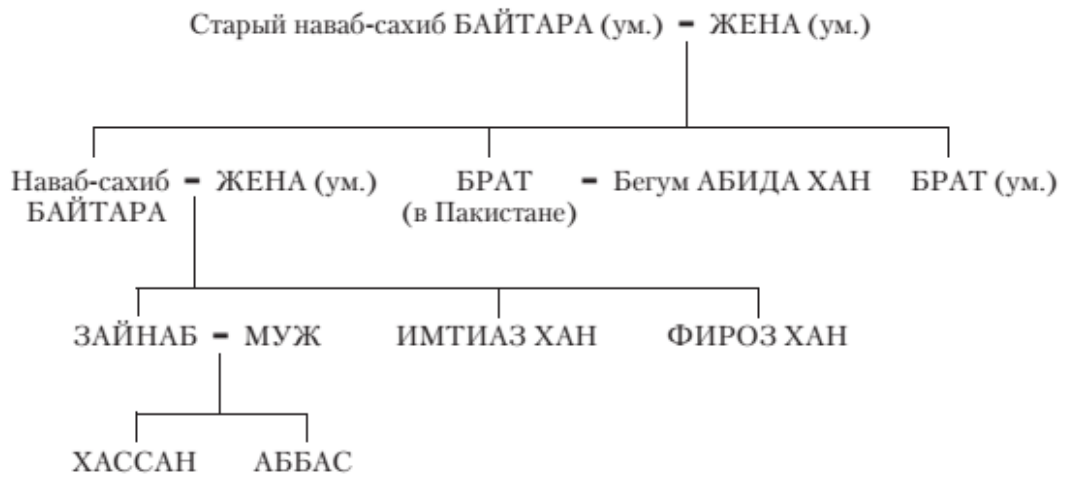 Старый наваб-сахиб БАЙТАРА (ум.) – ЖЕНА (ум.)
Наваб-сахиб – ЖЕНА (ум.) БРАТ – Бегум АБИДА ХАН БРАТ (ум.)
БАЙТАРА (в Пакистане)
ЗАЙНАБ – МУЖ ИМТИАЗ ХАН ФИРОЗ ХАН
ХАССАН АББАС